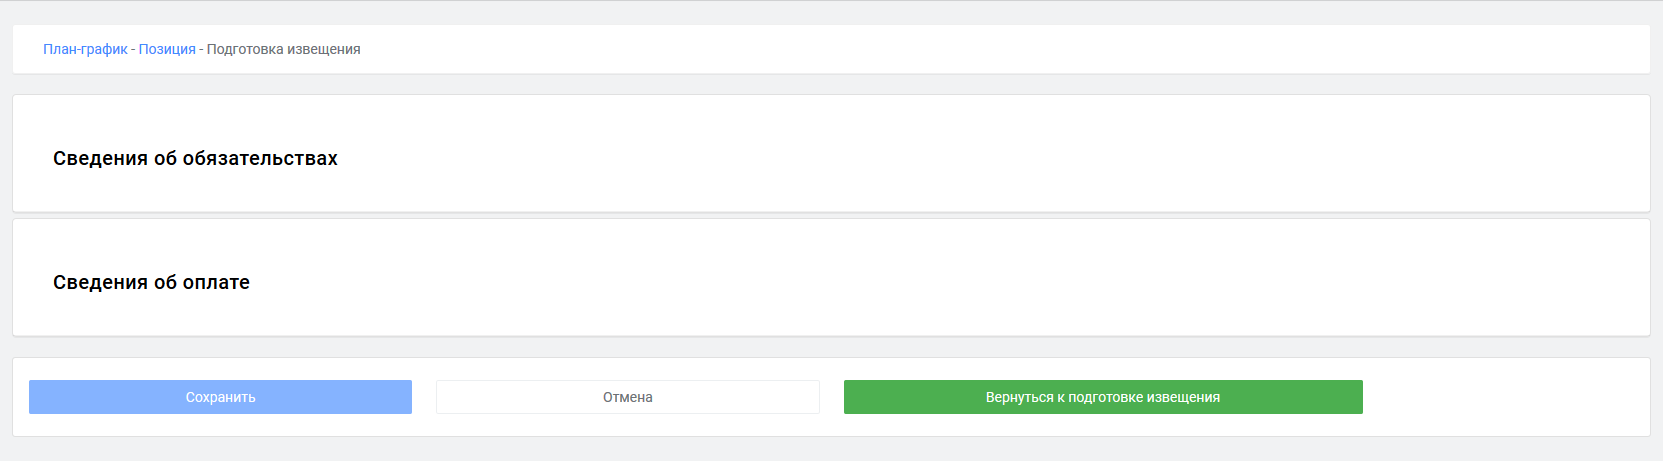 План-график - Позиция - Подготовка извещения
Сведения об обязательствах
Сведения об оплате
Сохранить
Отмена
Вернуться к подготовке извещения